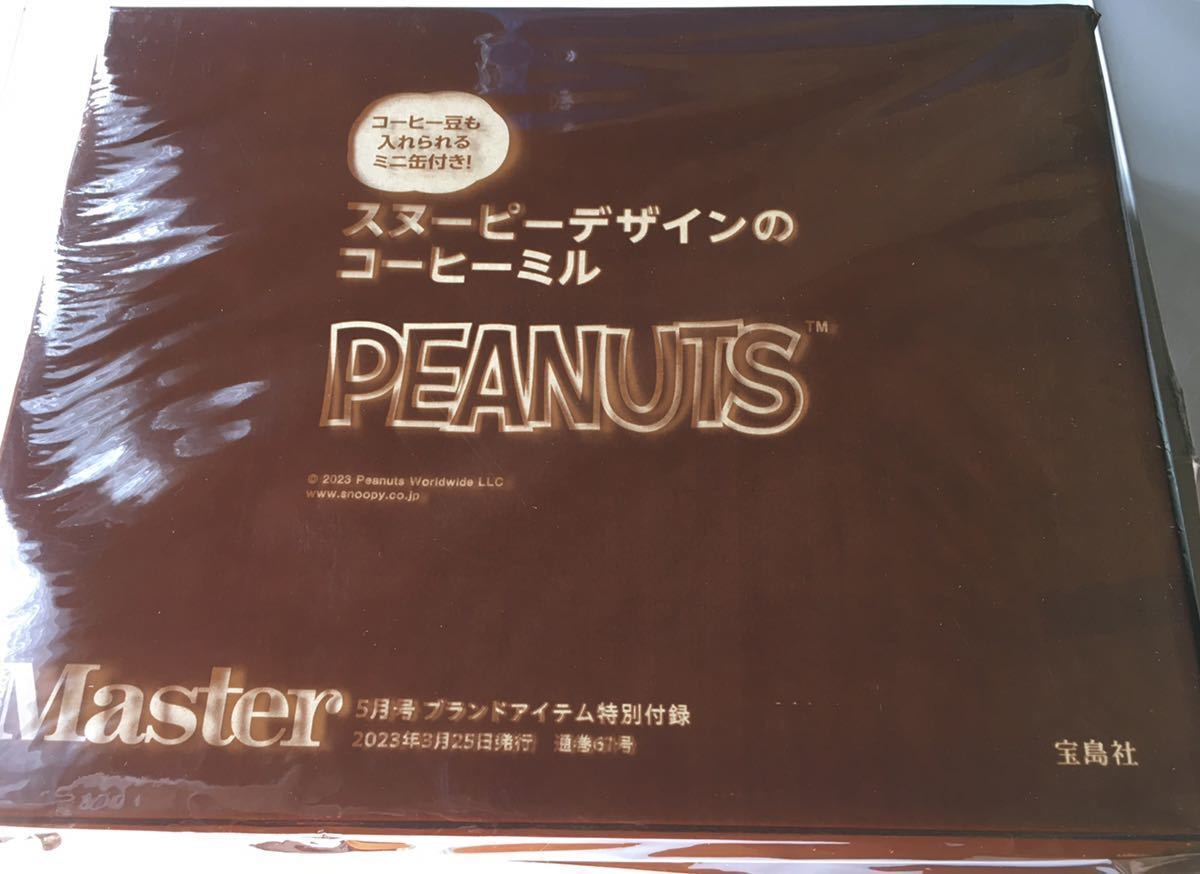 コーヒー豆も
入れられる
ミニ缶付き!
スヌーピーデザインの
コーヒーミル
PEANUTS™
© 2023 Peanuts Worldwide LLC
www.snoopy.co.jp
Master 5月号 ブランドアイテム特別付録
2023年3月25日発行 通巻61号
宝島社